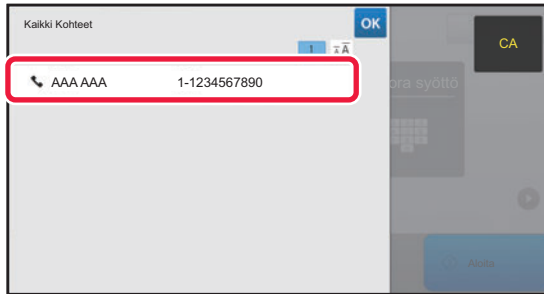 Kaikki Kohteet
OK
CA
1
AAA AAA 1-1234567890
ora syöttö
Aloita